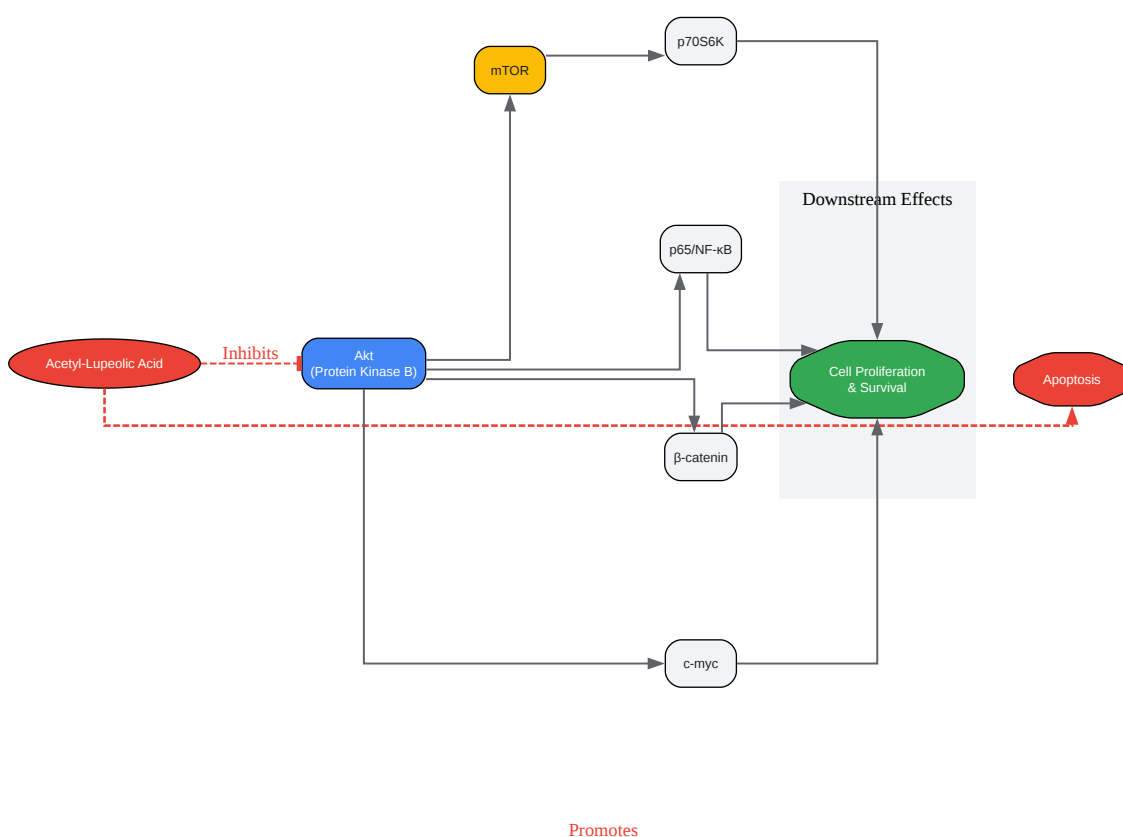 p70S6K
mTOR
Downstream Effects
p65/NF-κB
Inhibits
Acetyl-Lupeolic Acid
Akt
(Protein Kinase B)
Cell Proliferation
& Survival
Apoptosis
β-catenin
c-myc
Promotes